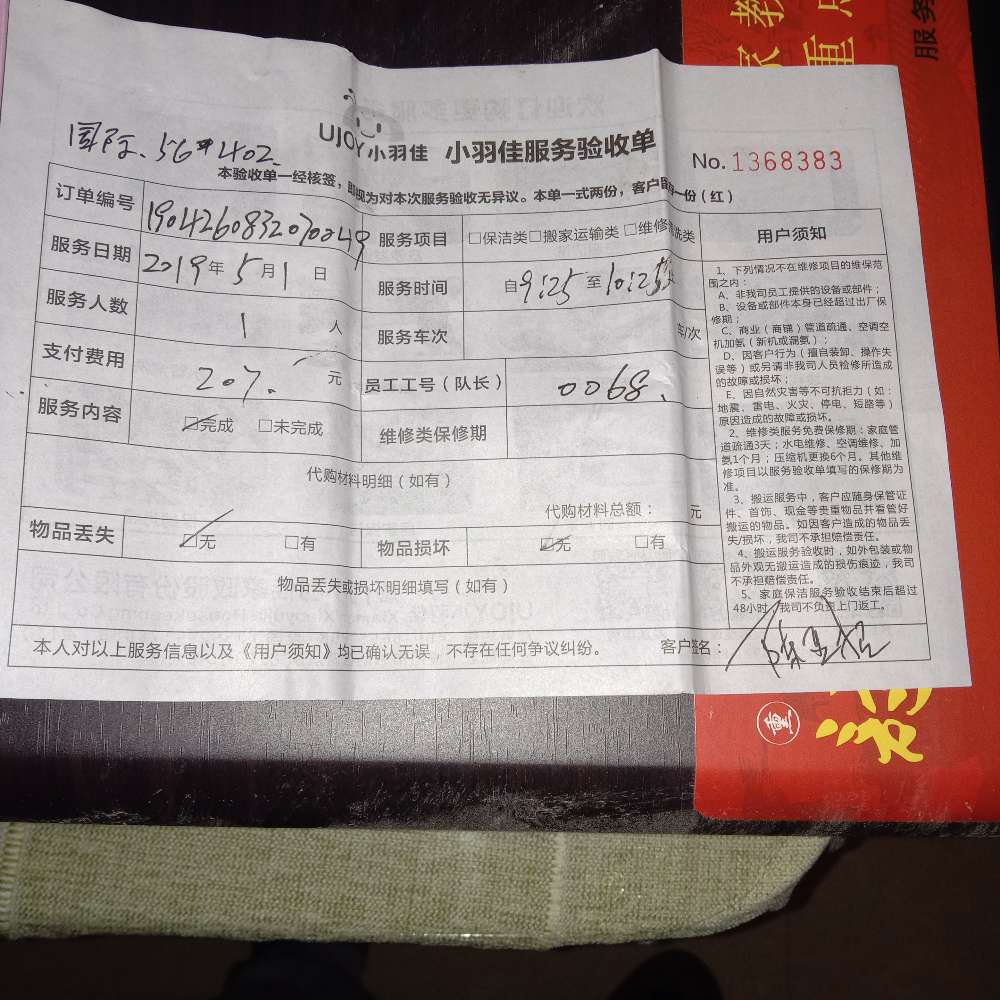 国际.56#402.
UJOY小羽佳 小羽佳服务验收单
No.1368383
本验收单一经核签，即视为对本次服务验收无异议。本单一式两份，客户留一份（红）
订单编号 1904260832070049 服务项目 □保洁类□搬家运输类 □维修清洗类
服务日期 2019年5月1日 服务时间 自9:25至10:25
服务人数 1人 服务车次 车/次
支付费用 207.元 员工工号（队长） 0068.
服务内容 ☑完成 □未完成 维修类保修期
代购材料明细（如有）
代购材料总额： 元
物品丢失 ☑无 □有 物品损坏 ☑无 □有
物品丢失或损坏明细填写（如有）
本人对以上服务信息以及《用户须知》均已确认无误，不存在任何争议纠纷。 客户签名：
用户须知
1、下列情况不在维修项目的维保范
围之内：
A、非我司员工提供的设备或部件；
B、设备或部件本身已经超过出厂保
修期；
C、商业（商铺）管道疏通、空调空
机加氨（新机或漏氨）；
D、因客户行为（擅自装卸、操作失
误等）或另请非我司人员检修所造成
的故障或损坏；
E、因自然灾害等不可抗拒力（如：
地震、雷电、火灾、停电、短路等）
原因造成的故障或损坏。
2、维修类服务免费保修期：家庭管
道疏通3天；水电维修、空调维修、加
氨1个月；压缩机更换6个月。其他维
修项目以服务验收单填写的保修期为
准。
3、搬运服务中，客户应随身保管证
件、首饰、现金等贵重物品并看管好
搬运的物品。如因客户造成的物品丢
失/损坏，我司不承担赔偿责任。
4、搬运服务验收时，如外包装或物
品外观无搬运造成的损伤痕迹，我司
不承担赔偿责任。
5、家庭保洁服务验收结束后超过
48小时，我司不负责上门返工。
家教
重
服务